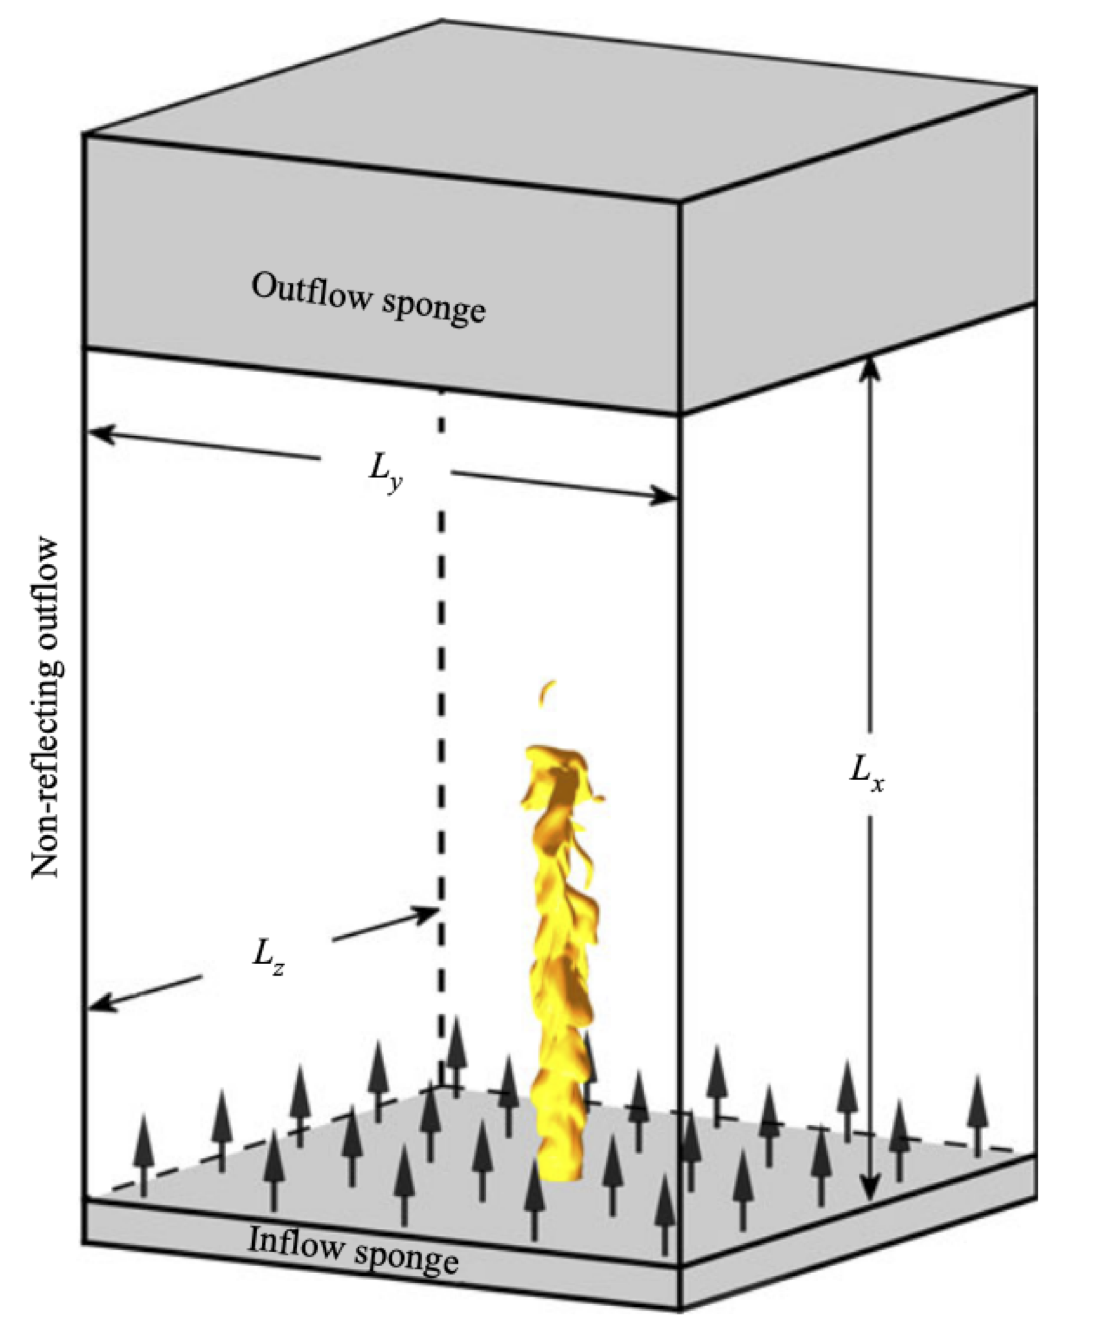 Outflow sponge
L_y
Non-reflecting outflow
L_x
L_z
Inflow sponge